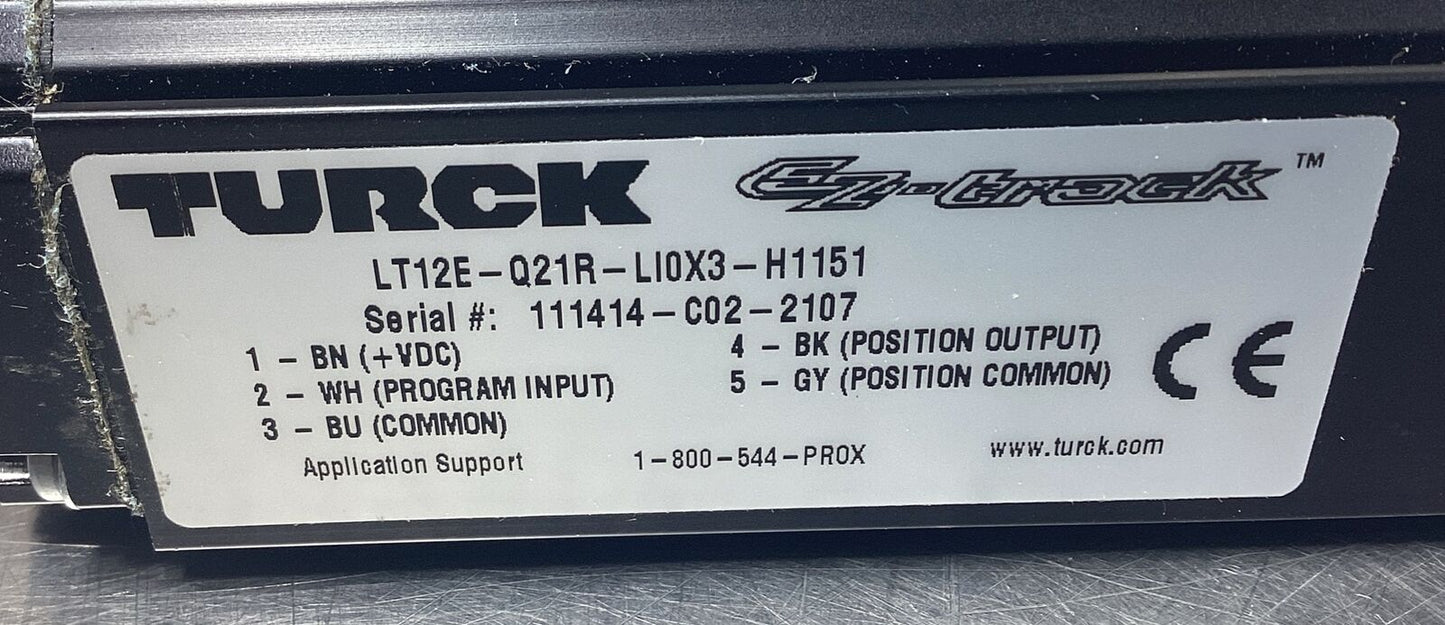 TURCK EZ-track ™
LT12E-Q21R-LI0X3-H1151
Serial #: 111414-C02-2107
1 - BN (+VDC)
2 - WH (PROGRAM INPUT)
3 - BU (COMMON)
4 - BK (POSITION OUTPUT)
5 - GY (POSITION COMMON)
CE
Application Support 1-800-544-PROX www.turck.com